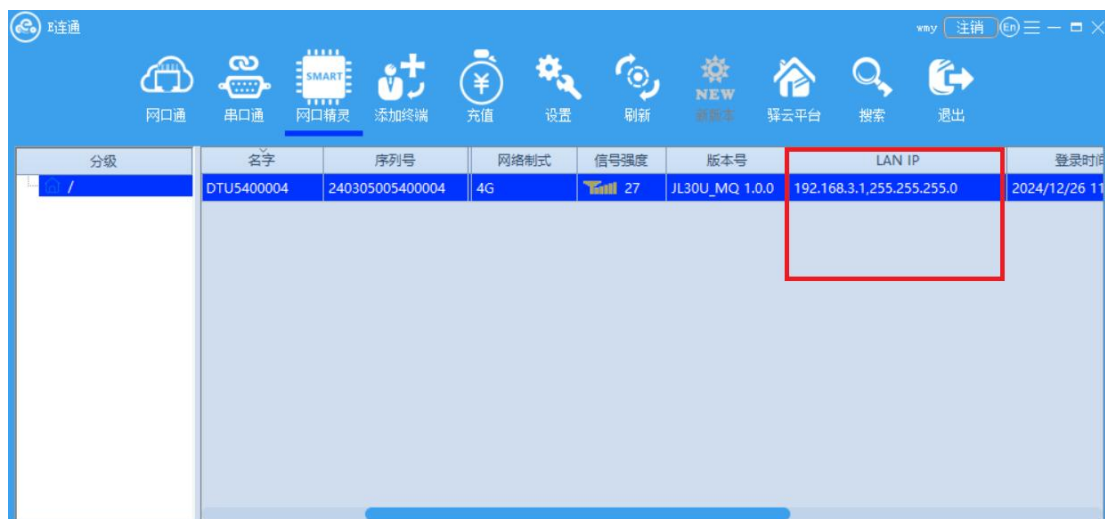 E连通
wmy 注销 En
网口通 串口通 SMART 网口精灵 添加终端 ¥ 充值 设置 刷新 NEW 新版本 驿云平台 搜索 退出
分级 名字 序列号 网络制式 信号强度 版本号 LAN IP 登录时间
/ DTU5400004 240305005400004 4G 27 JL30U_MQ 1.0.0 192.168.3.1,255.255.255.0 2024/12/26 11